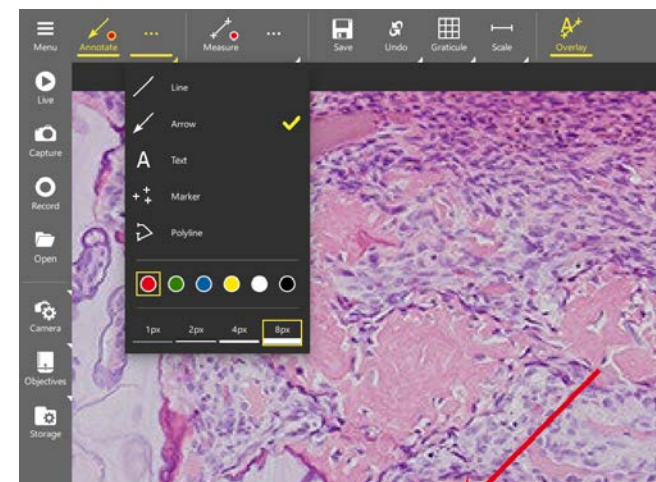 Menu
Annotate
...
Measure
...
Save
Undo
Graticule
Scale
Overlay
Live
Capture
Record
Open
Camera
Objectives
Storage
Line
Arrow
A Text
Marker
Polyline
1px 2px 4px 8px